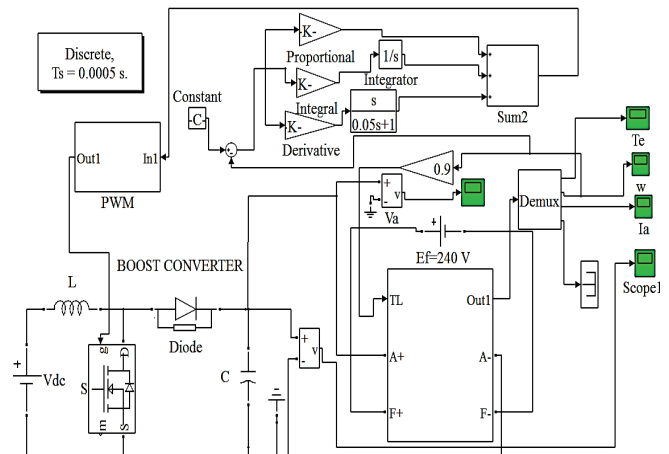 Discrete,
Ts = 0.0005 s.
-K-
Proportional
1/s
Integrator
-K-
Integral
s
0.05s+1
-K-
Derivative
Sum2
Constant
-C-
Out1
In1
PWM
0.9
+
-
v
Va
Demux
Te
w
Ia
Scope1
Ef=240 V
BOOST CONVERTER
L
Diode
+
Vdc
g
D
S
m
S
C
+
-
v
TL
Out1
A+
A-
F+
F-